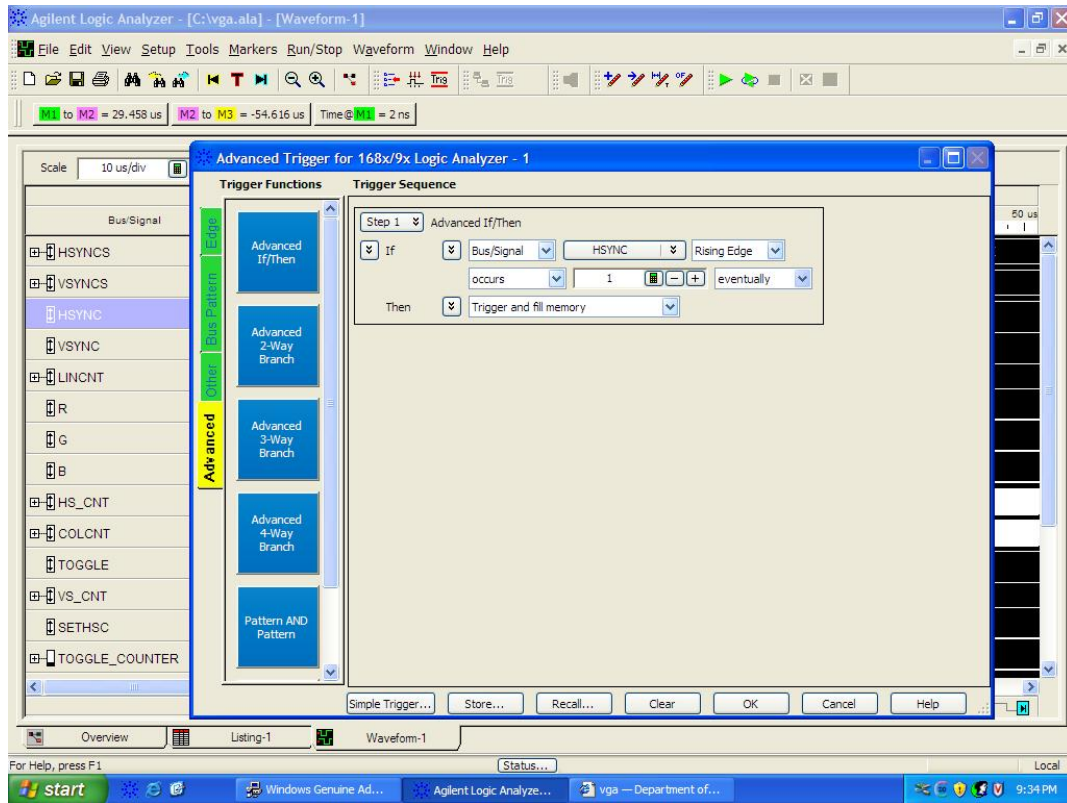 Agilent Logic Analyzer - [C:\vga.ala] - [Waveform-1]
File Edit View Setup Tools Markers Run/Stop Waveform Window Help
M1 to M2 = 29.458 us M2 to M3 = -54.616 us Time@M1 = 2 ns
Scale 10 us/div
Bus/Signal
50 us
HSYNCS
VSYNCS
HSYNC
VSYNC
LINCNT
R
G
B
HS_CNT
COLCNT
TOGGLE
VS_CNT
SETHSC
TOGGLE_COUNTER
Advanced Trigger for 168x/9x Logic Analyzer - 1
Trigger Functions
Edge
Bus Pattern
Other
Advanced
Advanced
If/Then
Advanced
2-Way
Branch
Advanced
3-Way
Branch
Advanced
4-Way
Branch
Pattern AND
Pattern
Trigger Sequence
Step 1 Advanced If/Then
If Bus/Signal HSYNC Rising Edge
occurs 1 eventually
Then Trigger and fill memory
Simple Trigger... Store... Recall... Clear OK Cancel Help
Overview Listing-1 Waveform-1
For Help, press F1 Status... Local
start Windows Genuine Ad... Agilent Logic Analyze... vga — Department of... 9:34 PM